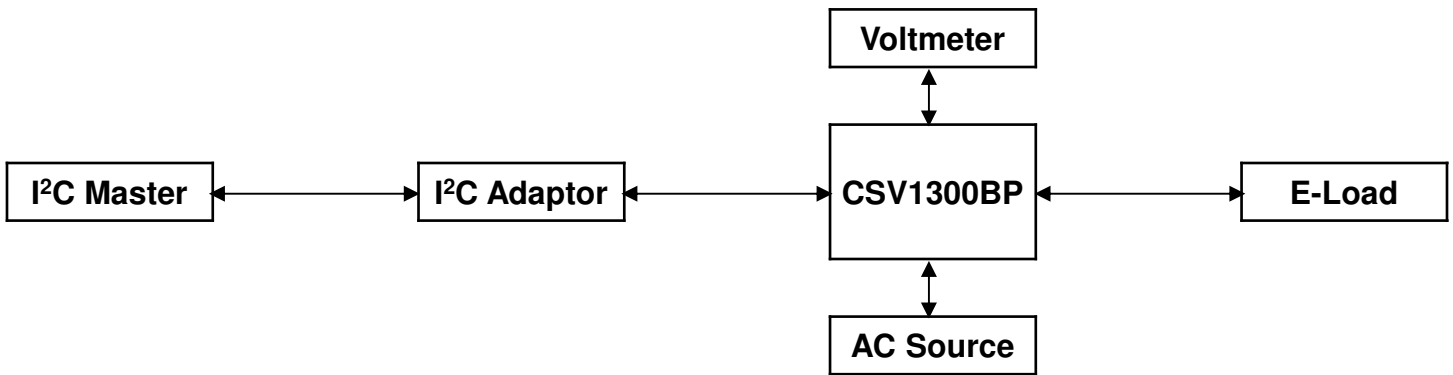 Voltmeter
I²C Master
I²C Adaptor
CSV1300BP
E-Load
AC Source